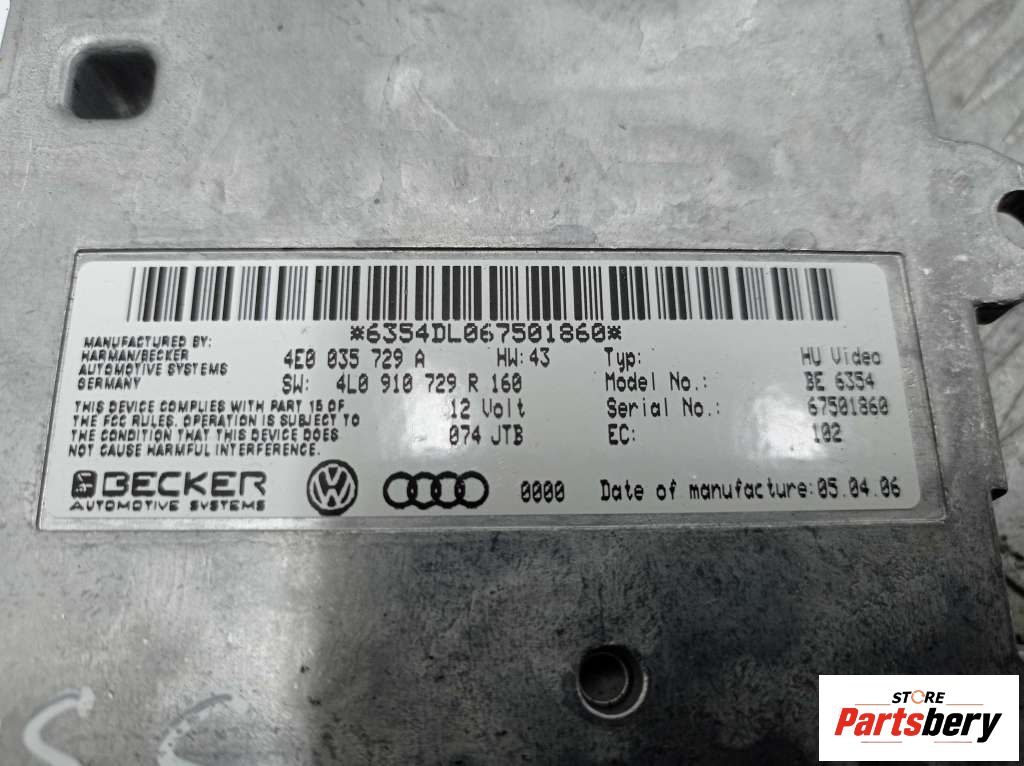 *6354DL067501860*
MANUFACTURED BY:
HARMAN/BECKER
AUTOMOTIVE SYSTEMS
GERMANY
4E0 035 729 A HW:43 Typ: HU Video
SW: 4L0 910 729 R 160 Model No.: BE 6354
THIS DEVICE COMPLIES WITH PART 15 OF
THE FCC RULES. OPERATION IS SUBJECT TO
THE CONDITION THAT THIS DEVICE DOES
NOT CAUSE HARMFUL INTERFERENCE.
12 Volt Serial No.: 67501860
074 JTB EC: 102
BECKER
AUTOMOTIVE SYSTEMS
0000 Date of manufacture:05.04.06
STORE
Partsbery